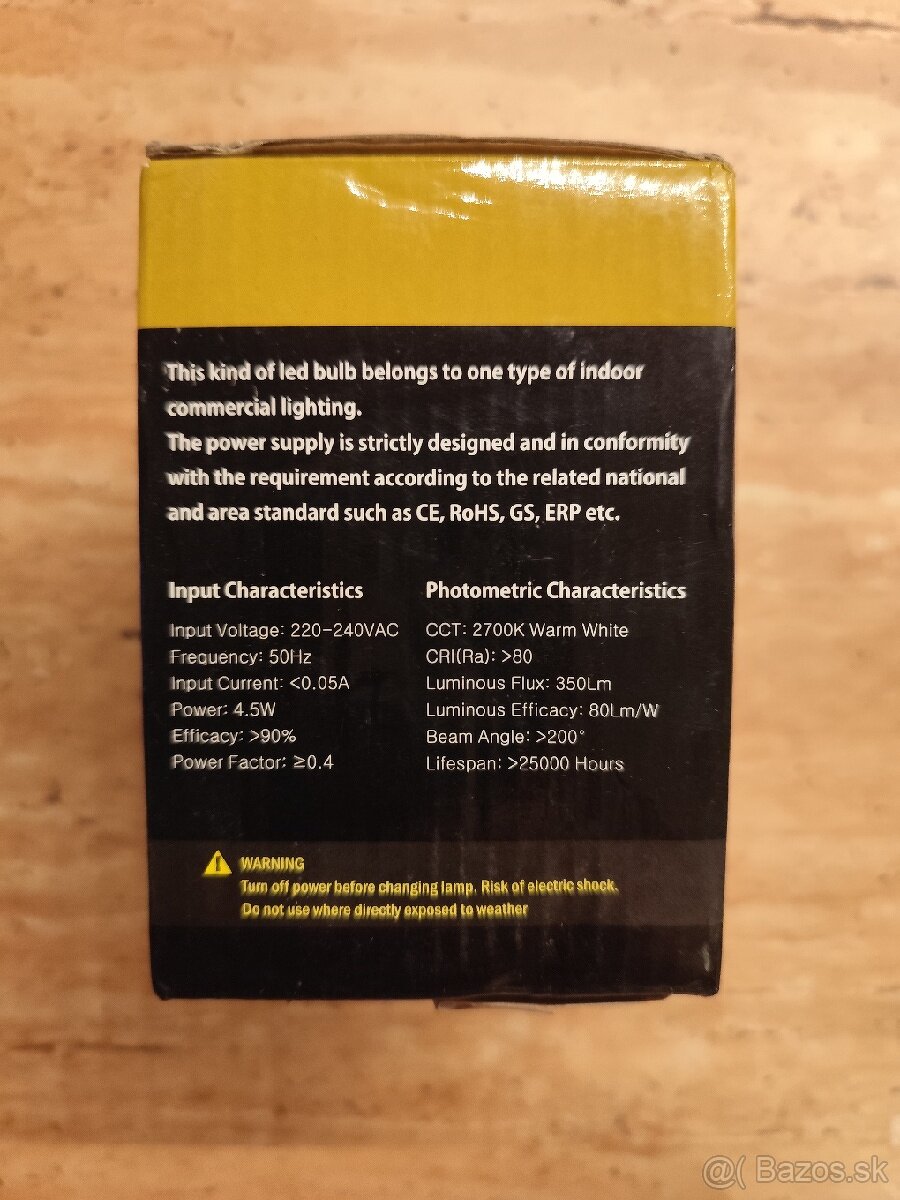 This kind of led bulb belongs to one type of indoor
commercial lighting.
The power supply is strictly designed and in conformity
with the requirement according to the related national
and area standard such as CE, RoHS, GS, ERP etc.
Input Characteristics
Input Voltage: 220-240VAC
Frequency: 50Hz
Input Current: <0.05A
Power: 4.5W
Efficacy: >90%
Power Factor: ≥0.4
Photometric Characteristics
CCT: 2700K Warm White
CRI(Ra): >80
Luminous Flux: 350Lm
Luminous Efficacy: 80Lm/W
Beam Angle: >200°
Lifespan: >25000 Hours
WARNING
Turn off power before changing lamp. Risk of electric shock.
Do not use where directly exposed to weather
@( Bazos.sk